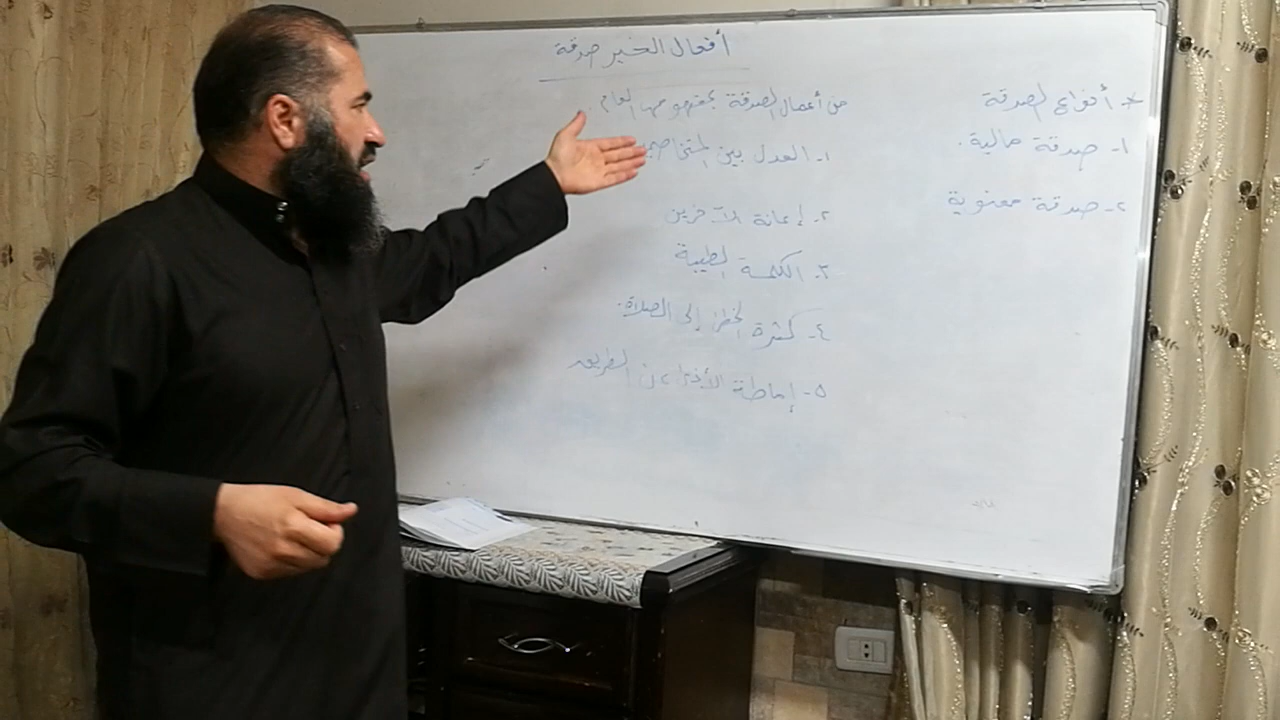 أفعال الخير صدقة
* أنواع الصدقة
١- صدقة مالية.
٢- صدقة معنوية
من أعمال الصدقة بمفهومها العام.
١- العدل بين المتخاصمين
٢- إعانة الآخرين
٣- الكلمة الطيبة
٤- كثرة الخطى إلى الصلاة.
٥- إماطة الأذى عن الطريق